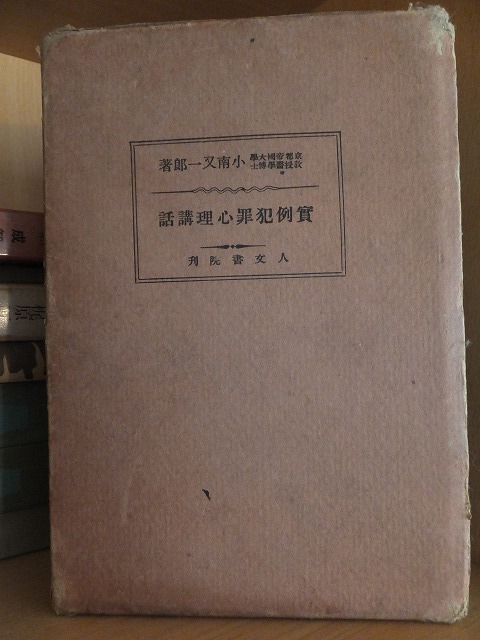 京都帝國大學
教授醫學博士
小南又一郎著
實例犯罪心理講話
人文書院刊
成